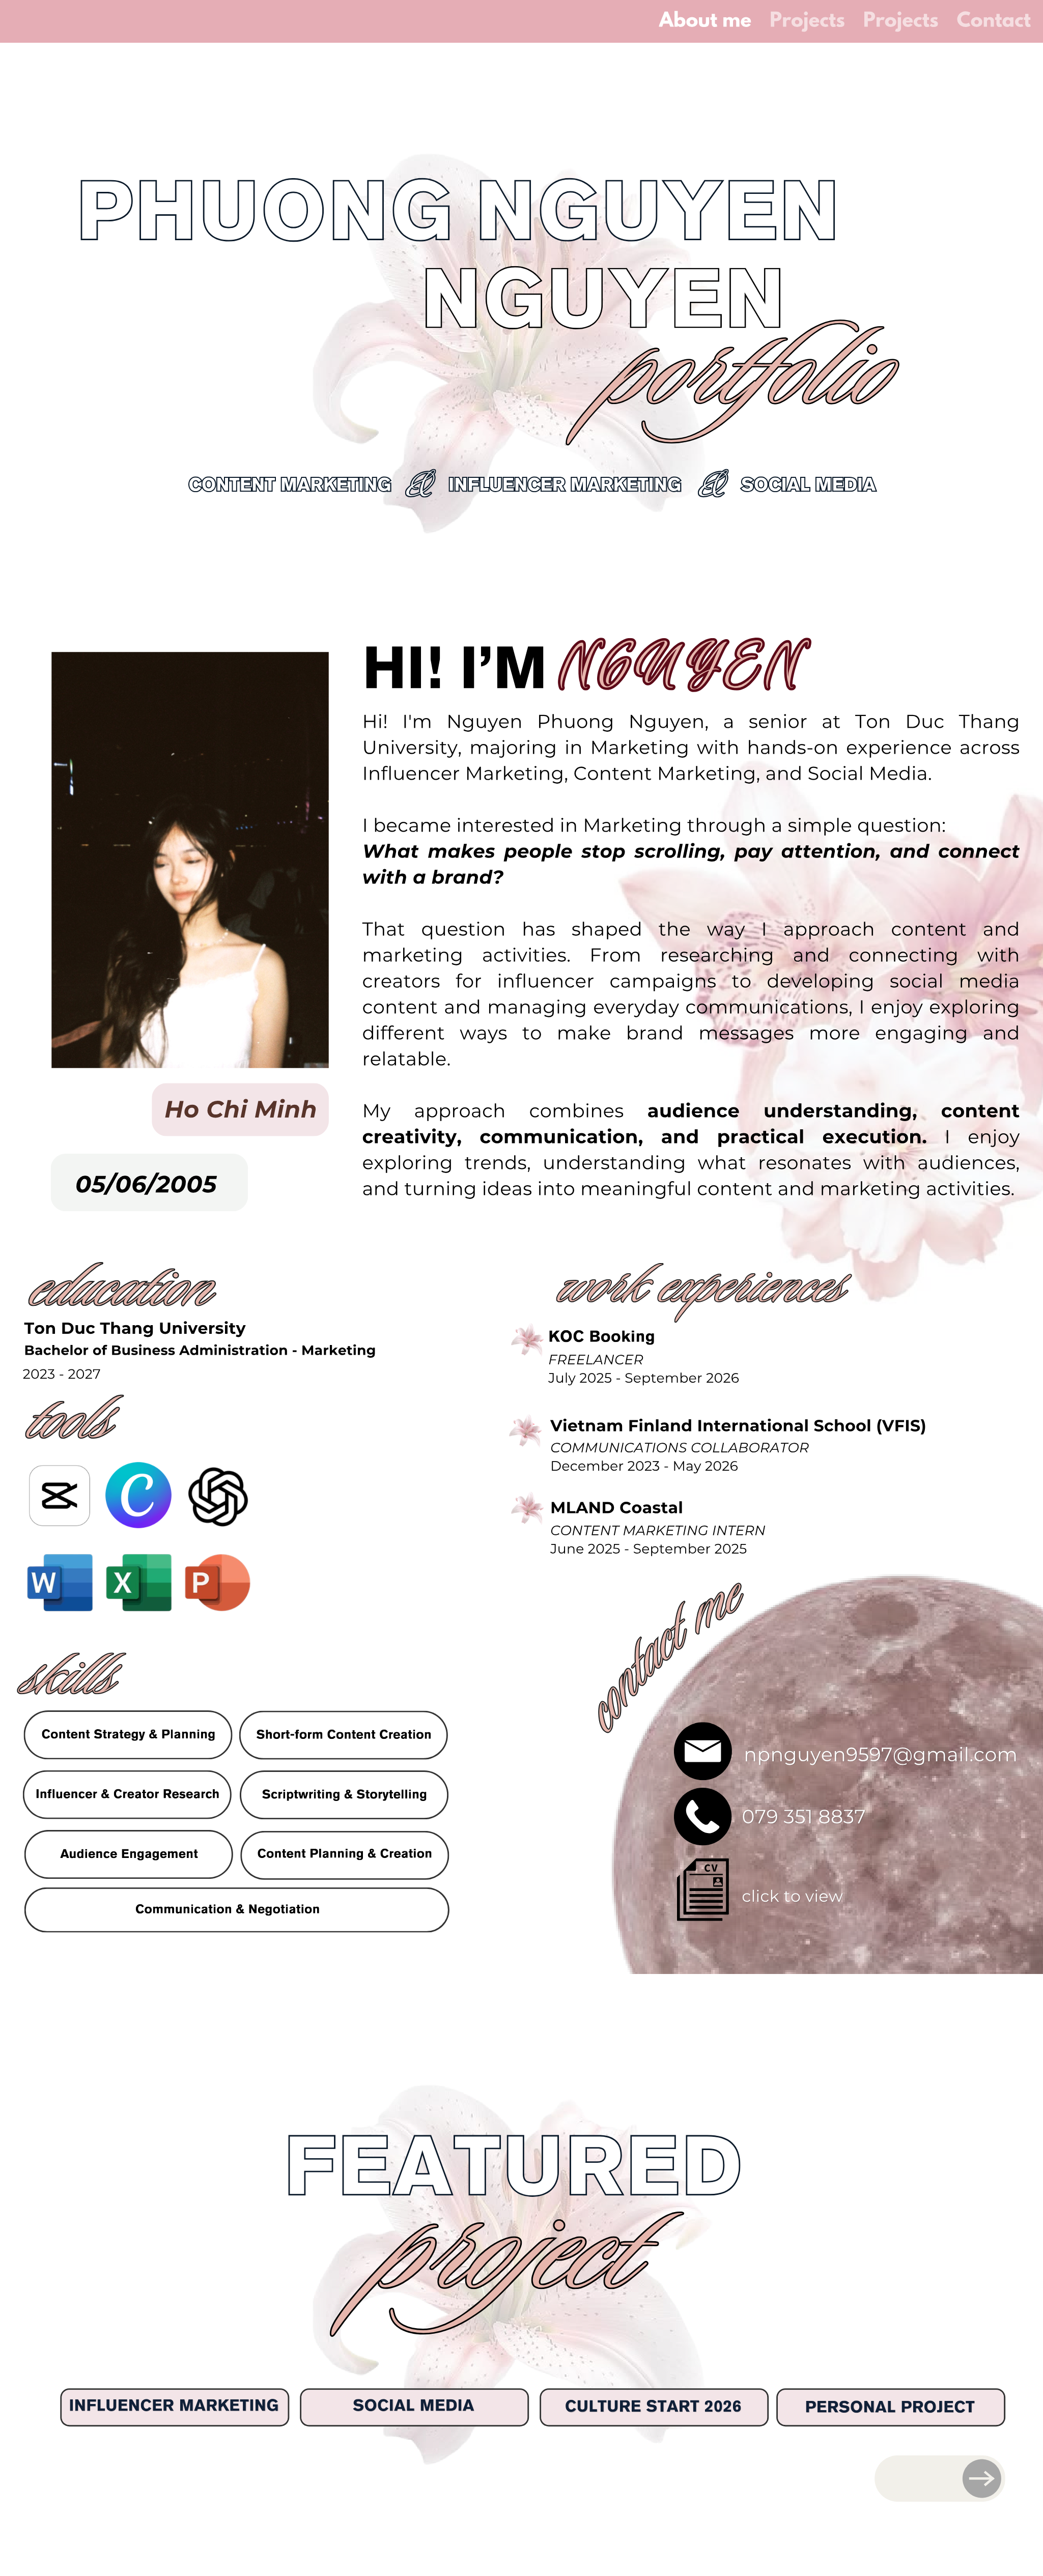 About me Projects Projects Contact
PHUONG NGUYEN
NGUYEN
portfolio
CONTENT MARKETING & INFLUENCER MARKETING & SOCIAL MEDIA
HI! I’M NGUYEN
Hi! I'm Nguyen Phuong Nguyen, a senior at Ton Duc Thang
University, majoring in Marketing with hands-on experience across
Influencer Marketing, Content Marketing, and Social Media.
I became interested in Marketing through a simple question:
What makes people stop scrolling, pay attention, and connect
with a brand?
That question has shaped the way I approach content and
marketing activities. From researching and connecting with
creators for influencer campaigns to developing social media
content and managing everyday communications, I enjoy exploring
different ways to make brand messages more engaging and
relatable.
My approach combines audience understanding, content
creativity, communication, and practical execution. I enjoy
exploring trends, understanding what resonates with audiences,
and turning ideas into meaningful content and marketing activities.
Ho Chi Minh
05/06/2005
education
Ton Duc Thang University
Bachelor of Business Administration - Marketing
2023 - 2027
tools
C
W X P
skills
Content Strategy & Planning
Short-form Content Creation
Influencer & Creator Research
Scriptwriting & Storytelling
Audience Engagement
Content Planning & Creation
Communication & Negotiation
work experiences
KOC Booking
FREELANCER
July 2025 - September 2026
Vietnam Finland International School (VFIS)
COMMUNICATIONS COLLABORATOR
December 2023 - May 2026
MLAND Coastal
CONTENT MARKETING INTERN
June 2025 - September 2025
contact me
npnguyen9597@gmail.com
079 351 8837
CV
click to view
FEATURED
project
INFLUENCER MARKETING
SOCIAL MEDIA
CULTURE START 2026
PERSONAL PROJECT